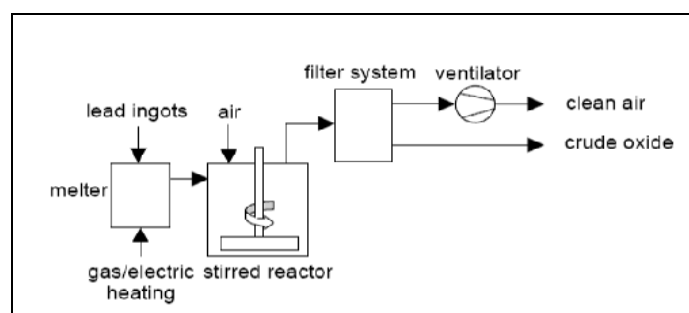 filter system
ventilator
lead ingots
air
clean air
crude oxide
melter
gas/electric
heating
stirred reactor